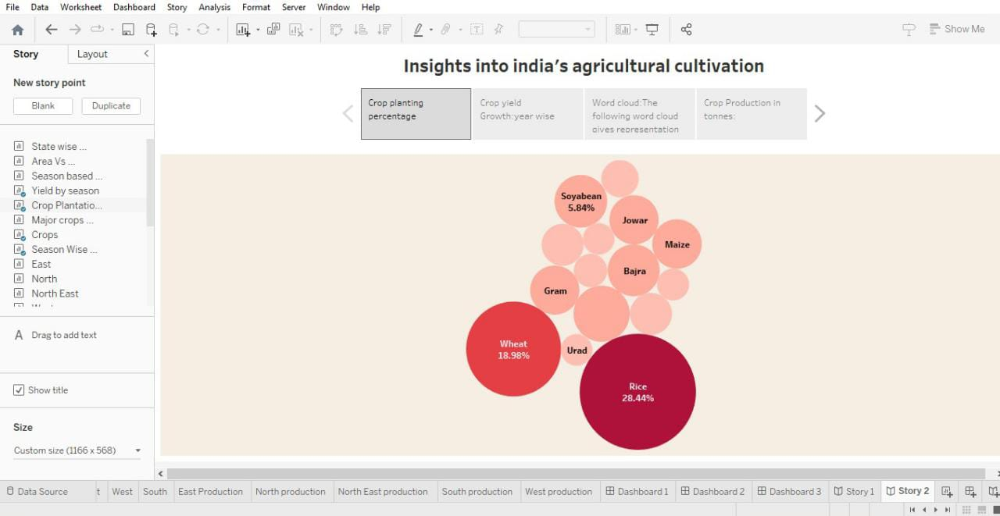 File Data Worksheet Dashboard Story Analysis Format Server Window Help
Show Me
Story Layout
New story point
Blank Duplicate
State wise ...
Area Vs ...
Season based ...
Yield by season
Crop Plantatio...
Major crops ...
Crops
Season Wise ...
East
North
North East
A Drag to add text
Show title
Size
Custom size (1166 x 568)
Insights into india's agricultural cultivation
Crop planting
percentage
Crop yield
Growth:year wise
Word cloud:The
following word cloud
gives representation
Crop Production in
tonnes:
Soyabean
5.84%
Jowar
Maize
Bajra
Gram
Wheat
18.98%
Urad
Rice
28.44%
Data Source t West South East Production North production North East production South production West production Dashboard 1 Dashboard 2 Dashboard 3 Story 1 Story 2